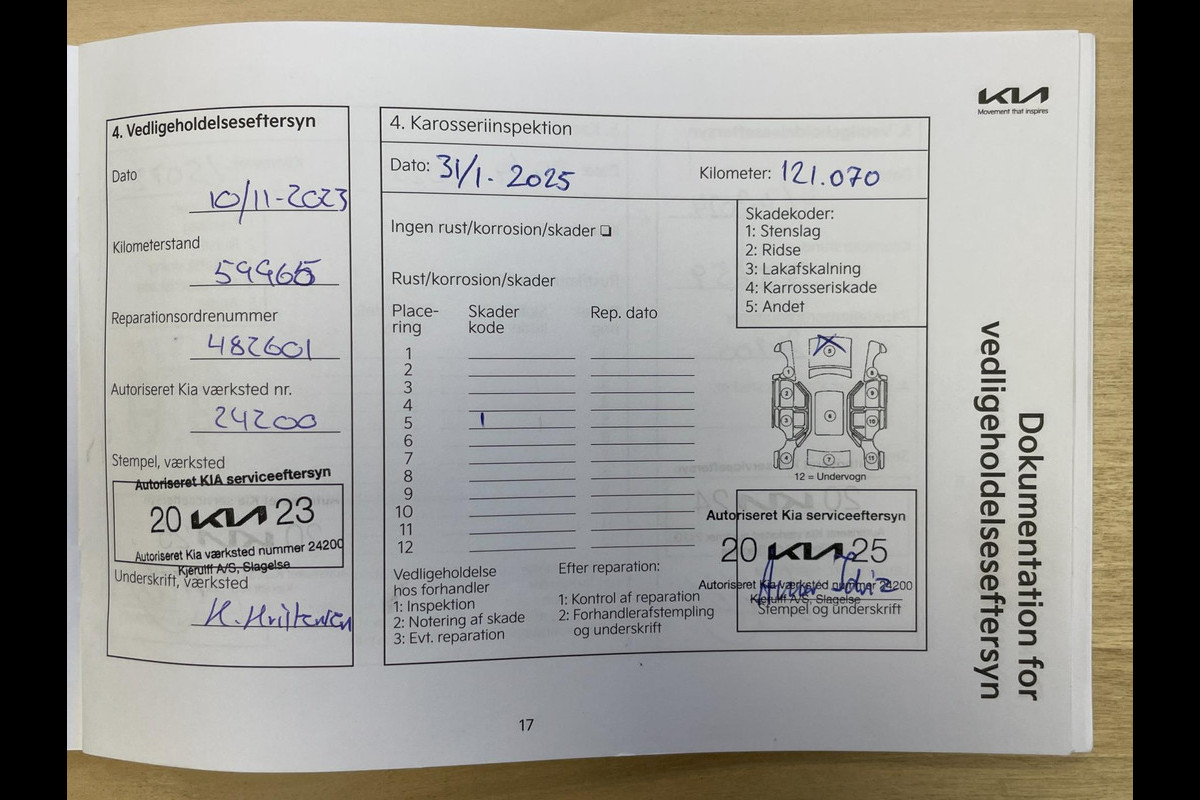 KIA
Movement that inspires
Dokumentation for
vedligeholdelseseftersyn
4. Vedligeholdelseseftersyn
Dato
10/11-2023
Kilometerstand
59965
Reparationsordrenummer
482601
Autoriseret Kia værksted nr.
24200
Stempel, værksted
Autoriseret KIA serviceeftersyn
20 KIA 23
Autoriseret Kia værksted nummer 24200
Kjerulff A/S, Slagelse
Underskrift, værksted
4. Karosseriinspektion
Dato: 31/1-2025
Kilometer: 121.070
Ingen rust/korrosion/skader
Skadekoder:
1: Stenslag
2: Ridse
3: Lakafskalning
4: Karrosseriskade
5: Andet
Rust/korrosion/skader
Place-
ring
Skader
kode
Rep. dato
1
2
3
4
5 1
6
7
8
9
10
11
12
12 = Undervogn
Vedligeholdelse
hos forhandler
1: Inspektion
2: Notering af skade
3: Evt. reparation
Efter reparation:
1: Kontrol af reparation
2: Forhandlerafstempling
og underskrift
Autoriseret Kia serviceeftersyn
20 KIA 25
Autoriseret Kia værksted nummer 24200
Kjerulff A/S, Slagelse
Stempel og underskrift
17